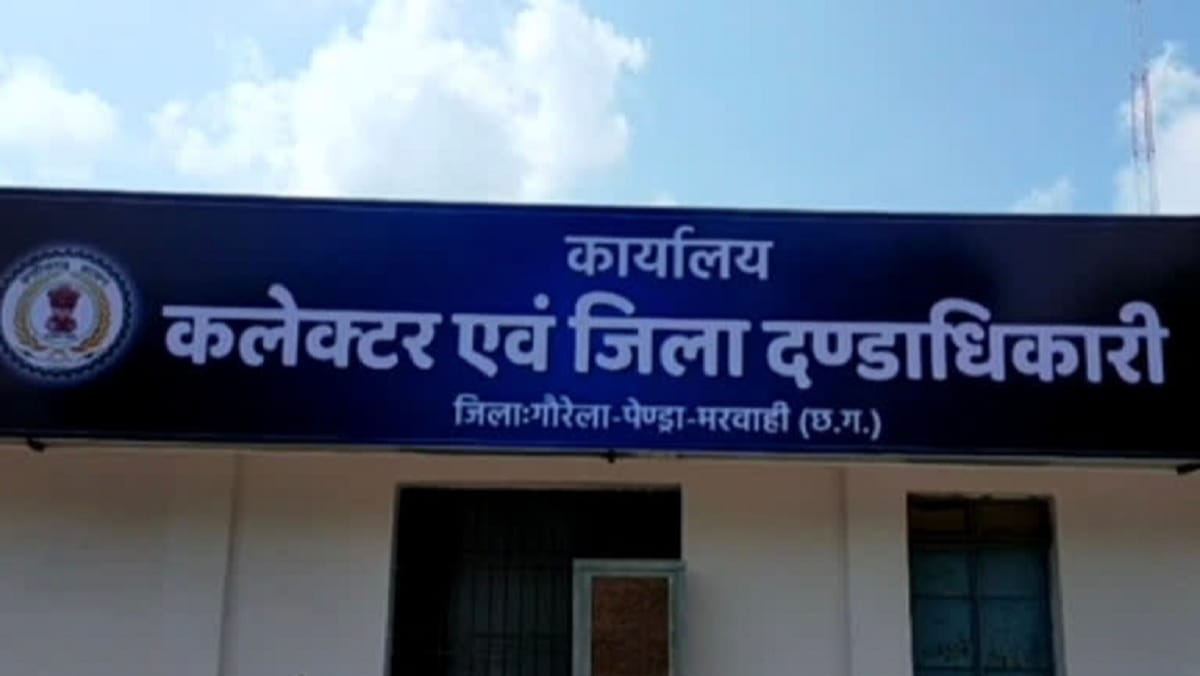 कार्यालय
कलेक्टर एवं जिला दण्डाधिकारी
जिला:गौरेला-पेण्ड्रा-मरवाही (छ.ग.)